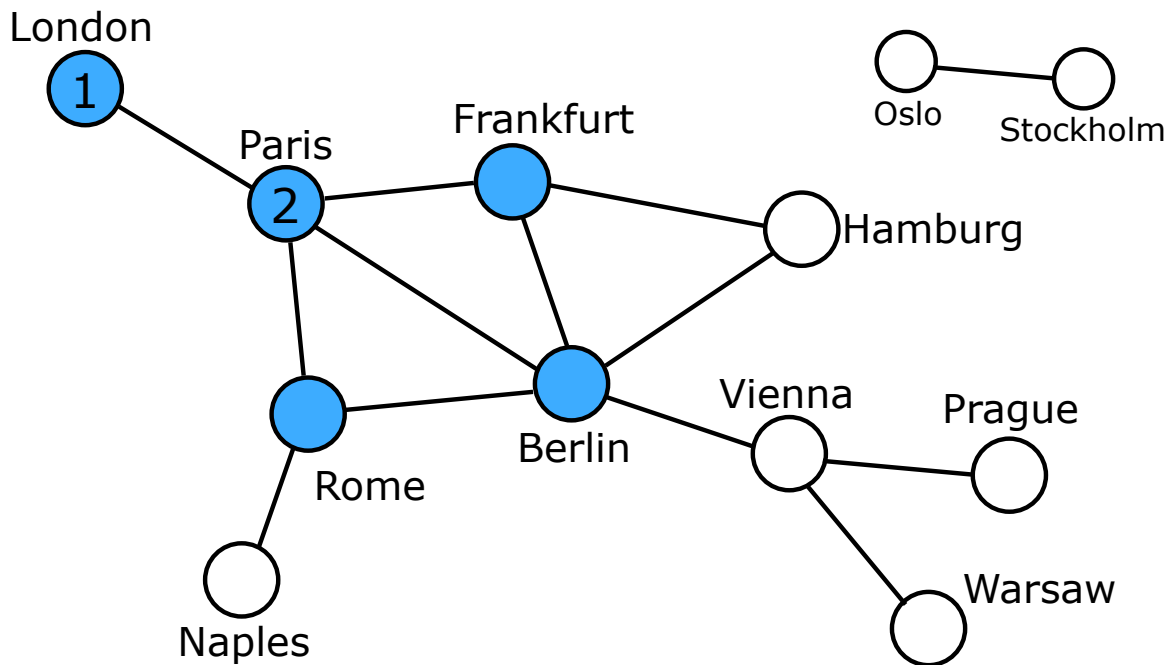 London
1
Paris
2
Frankfurt
Oslo
Stockholm
Hamburg
Rome
Berlin
Vienna
Prague
Naples
Warsaw